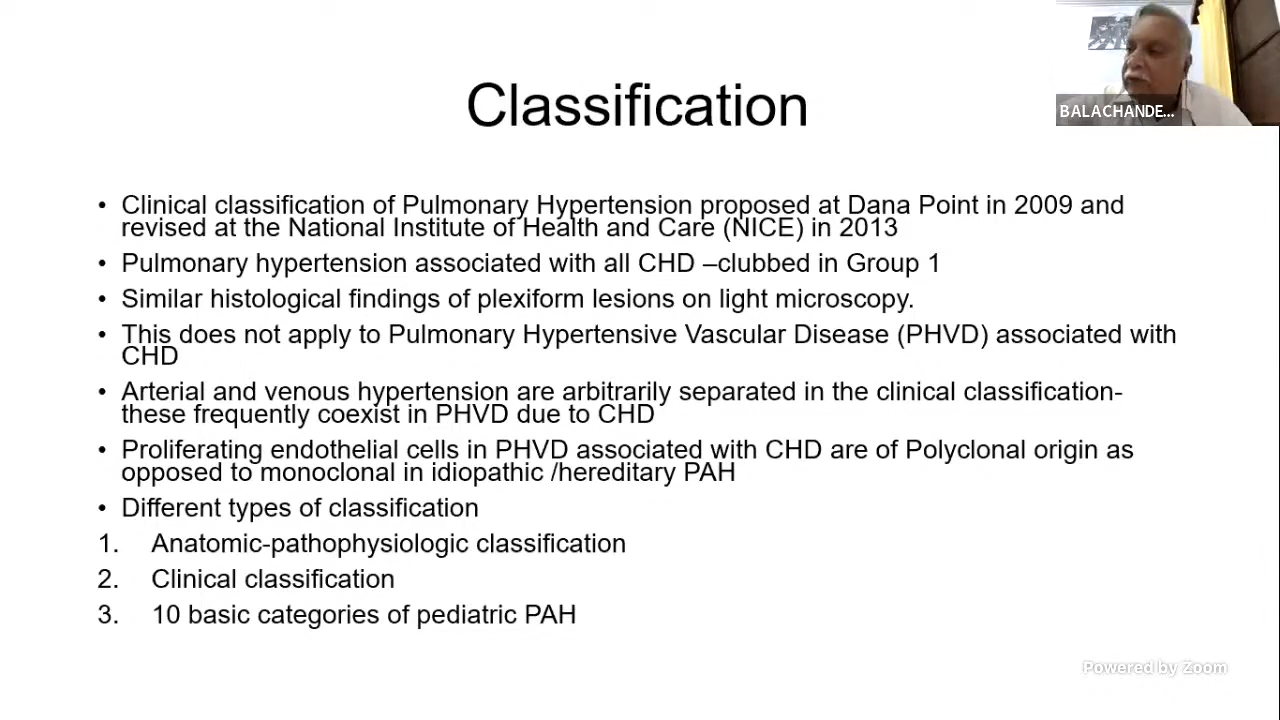 Classification
BALACHANDE...
• Clinical classification of Pulmonary Hypertension proposed at Dana Point in 2009 and
revised at the National Institute of Health and Care (NICE) in 2013
• Pulmonary hypertension associated with all CHD –clubbed in Group 1
• Similar histological findings of plexiform lesions on light microscopy.
• This does not apply to Pulmonary Hypertensive Vascular Disease (PHVD) associated with
CHD
• Arterial and venous hypertension are arbitrarily separated in the clinical classification-
these frequently coexist in PHVD due to CHD
• Proliferating endothelial cells in PHVD associated with CHD are of Polyclonal origin as
opposed to monoclonal in idiopathic /hereditary PAH
• Different types of classification
1. Anatomic-pathophysiologic classification
2. Clinical classification
3. 10 basic categories of pediatric PAH
Powered by Zoom